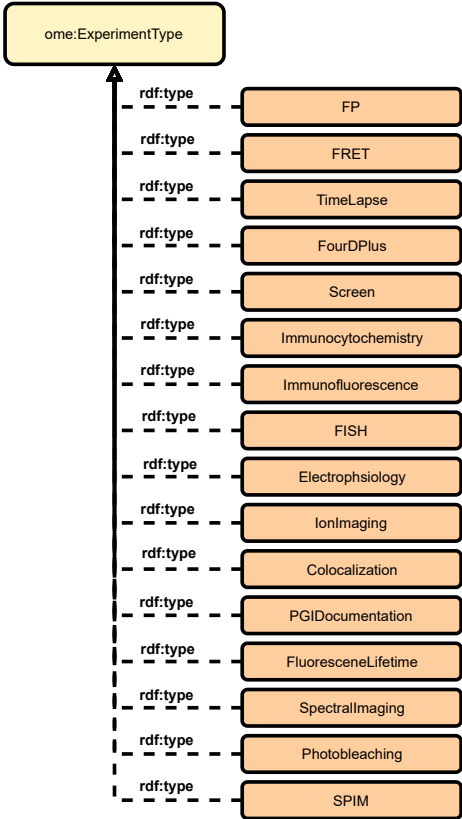 ome:ExperimentType
rdf:type
FP
rdf:type
FRET
rdf:type
TimeLapse
rdf:type
FourDPlus
rdf:type
Screen
rdf:type
Immunocytochemistry
rdf:type
Immunofluorescence
rdf:type
FISH
rdf:type
Electrophsiology
rdf:type
IonImaging
rdf:type
Colocalization
rdf:type
PGIDocumentation
rdf:type
FluoresceneLifetime
rdf:type
SpectralImaging
rdf:type
Photobleaching
rdf:type
SPIM